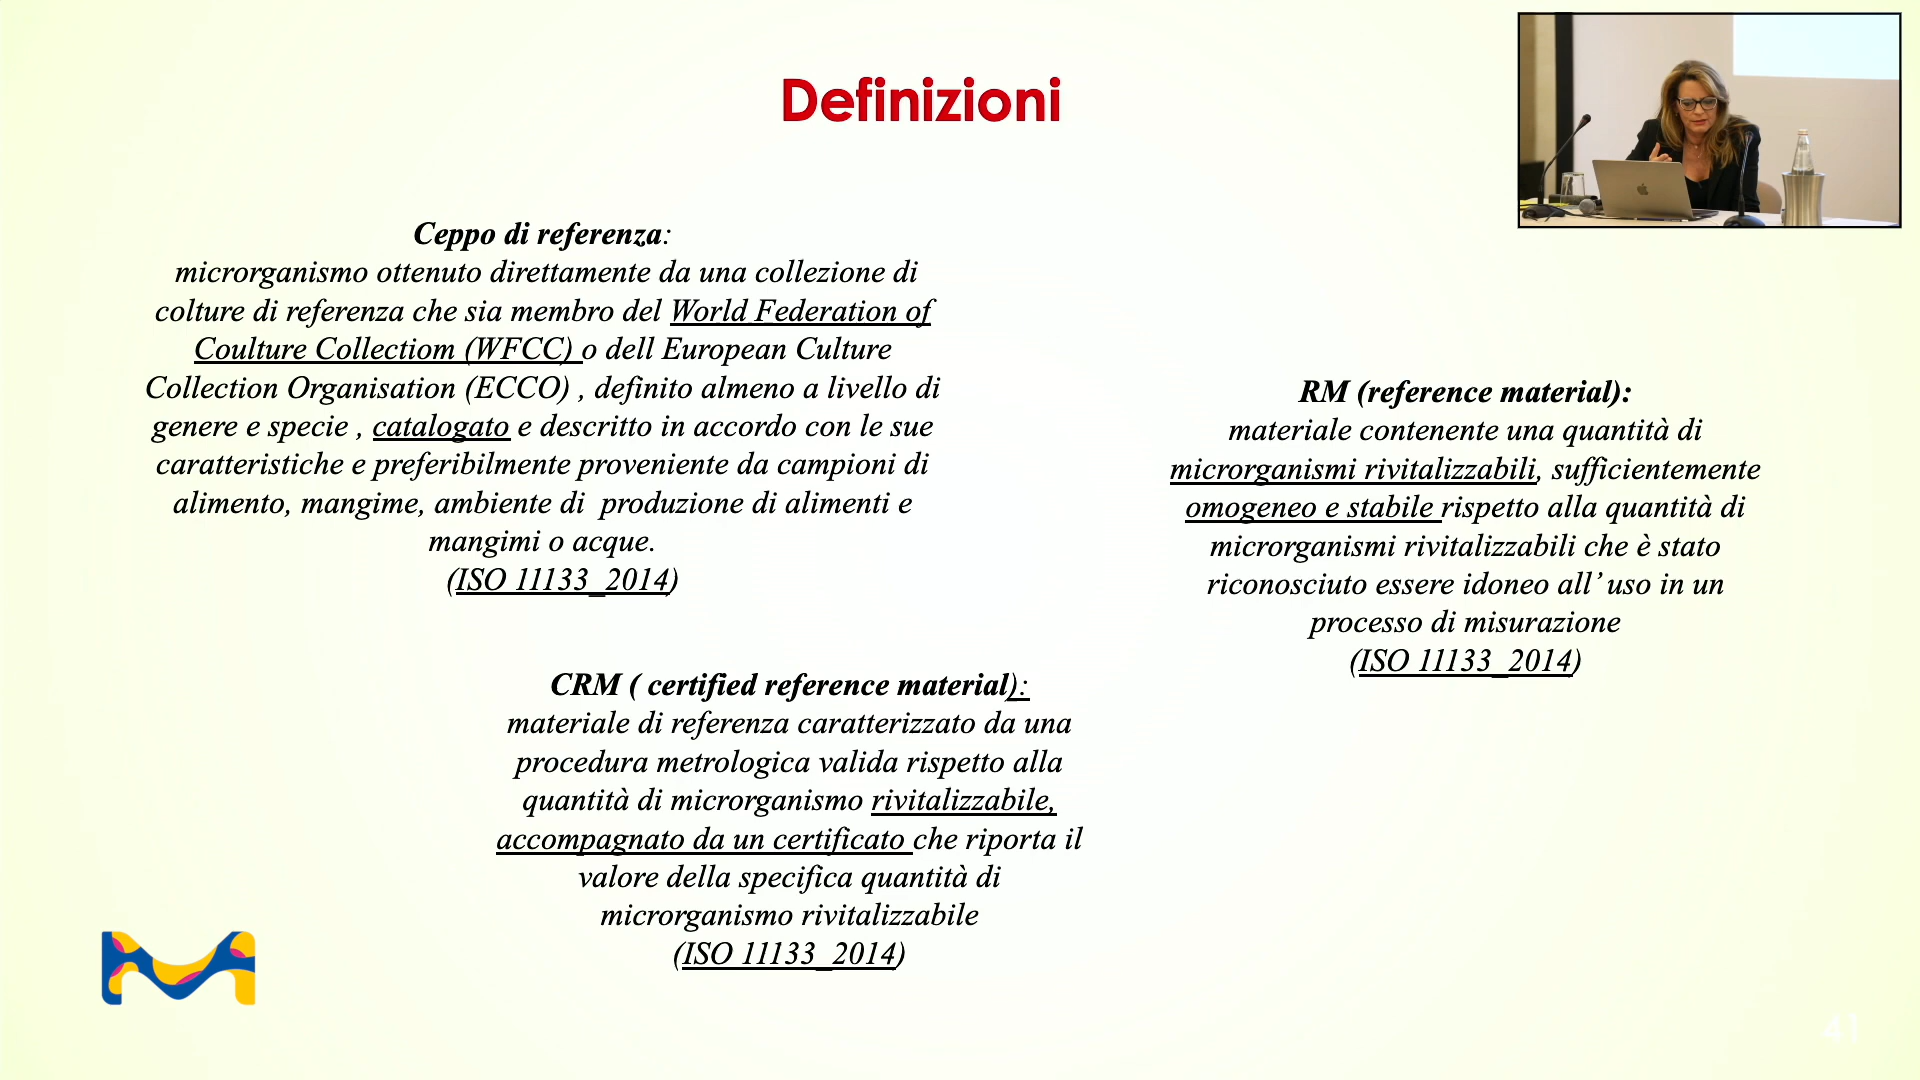 Definizioni
Ceppo di referenza:
microrganismo ottenuto direttamente da una collezione di
colture di referenza che sia membro del World Federation of
Coulture Collectiom (WFCC) o dell European Culture
Collection Organisation (ECCO) , definito almeno a livello di
genere e specie , catalogato e descritto in accordo con le sue
caratteristiche e preferibilmente proveniente da campioni di
alimento, mangime, ambiente di  produzione di alimenti e
mangimi o acque.
(ISO 11133_2014)
RM (reference material):
materiale contenente una quantità di
microrganismi rivitalizzabili, sufficientemente
omogeneo e stabile rispetto alla quantità di
microrganismi rivitalizzabili che è stato
riconosciuto essere idoneo all’ uso in un
processo di misurazione
(ISO 11133_2014)
CRM ( certified reference material):
materiale di referenza caratterizzato da una
procedura metrologica valida rispetto alla
quantità di microrganismo rivitalizzabile,
accompagnato da un certificato che riporta il
valore della specifica quantità di
microrganismo rivitalizzabile
(ISO 11133_2014)
41